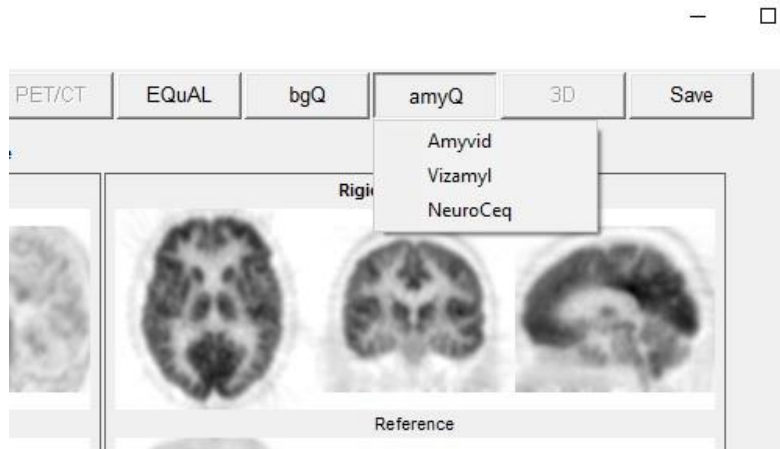 PET/CT EQuAL bgQ amyQ 3D Save
Amyvid
Vizamyl
NeuroCeq
Reference